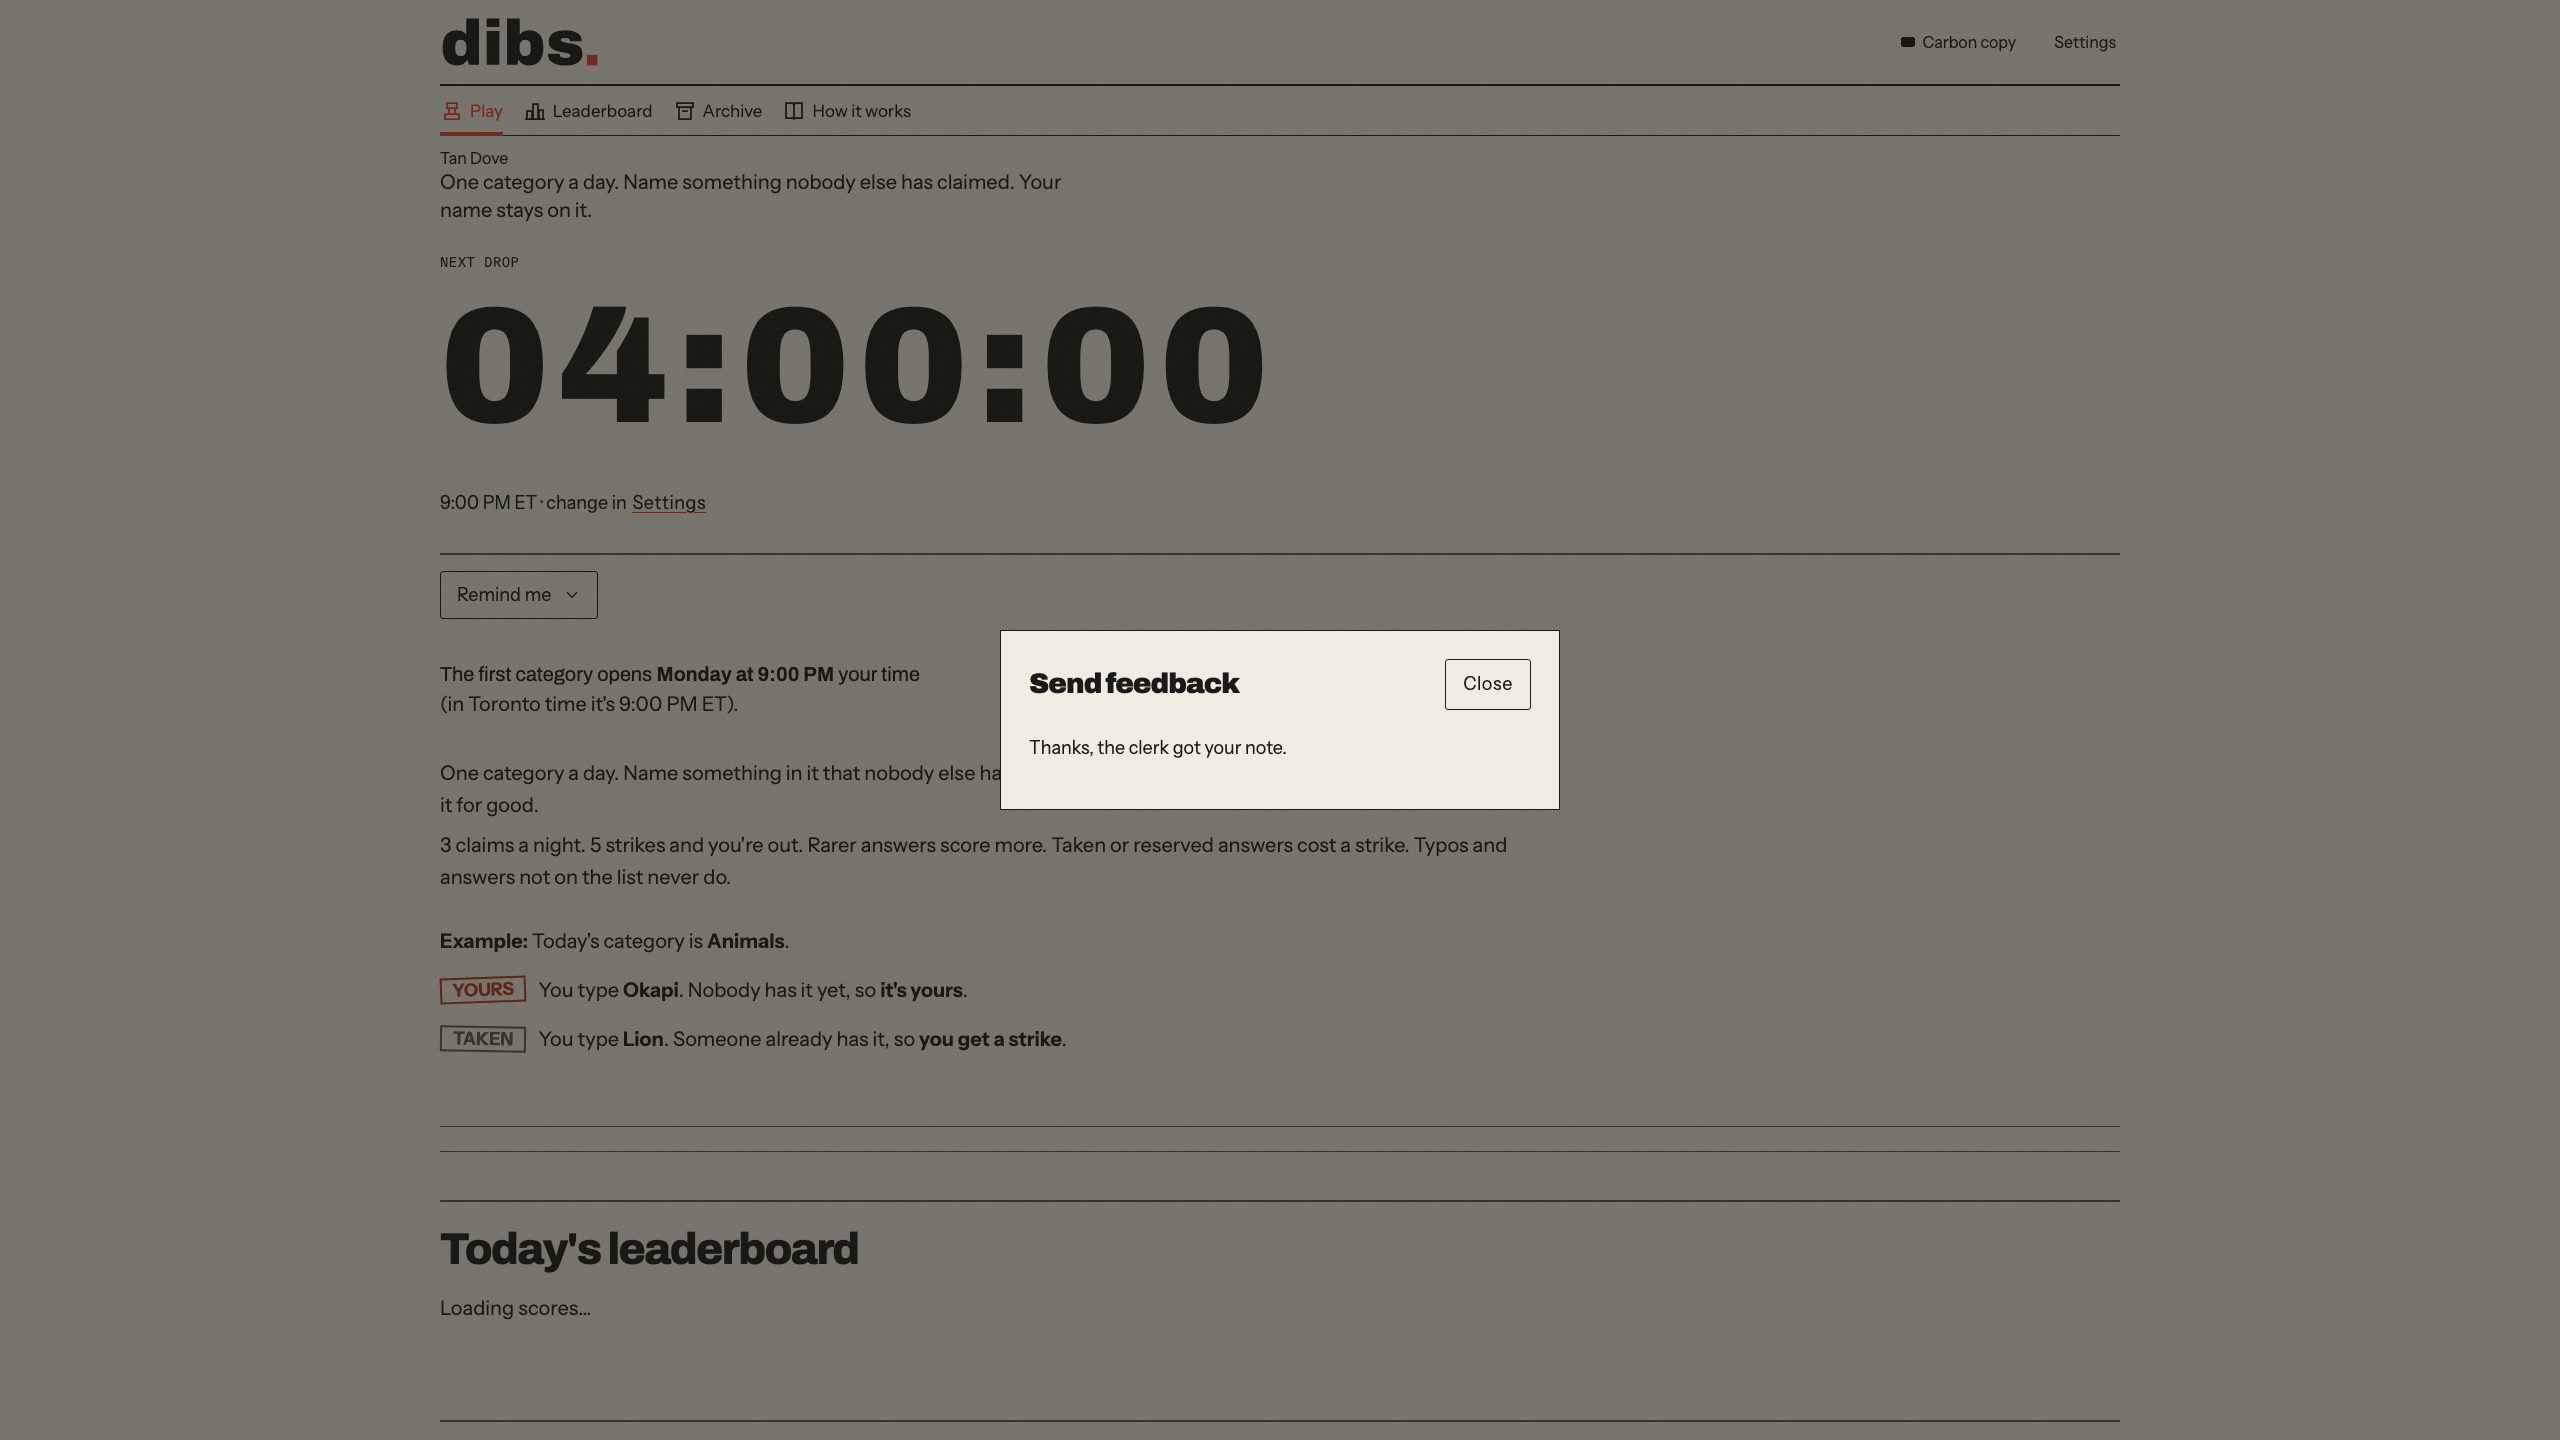 dibs.
Carbon copy
Settings
Play
Leaderboard
Archive
How it works
Tan Dove
One category a day. Name something nobody else has claimed. Your
name stays on it.
NEXT DROP
04:00:00
9:00 PM ET · change in Settings
Remind me
The first category opens Monday at 9:00 PM your time
(in Toronto time it's 9:00 PM ET).
Send feedback
Close
Thanks, the clerk got your note.
One category a day. Name something in it that nobody else
it for good.
3 claims a night. 5 strikes and you're out. Rarer answers score more. Taken or reserved answers cost a strike. Typos and
answers not on the list never do.
Example: Today's category is Animals.
YOURS You type Okapi. Nobody has it yet, so it's yours.
TAKEN You type Lion. Someone already has it, so you get a strike.
Today's leaderboard
Loading scores…